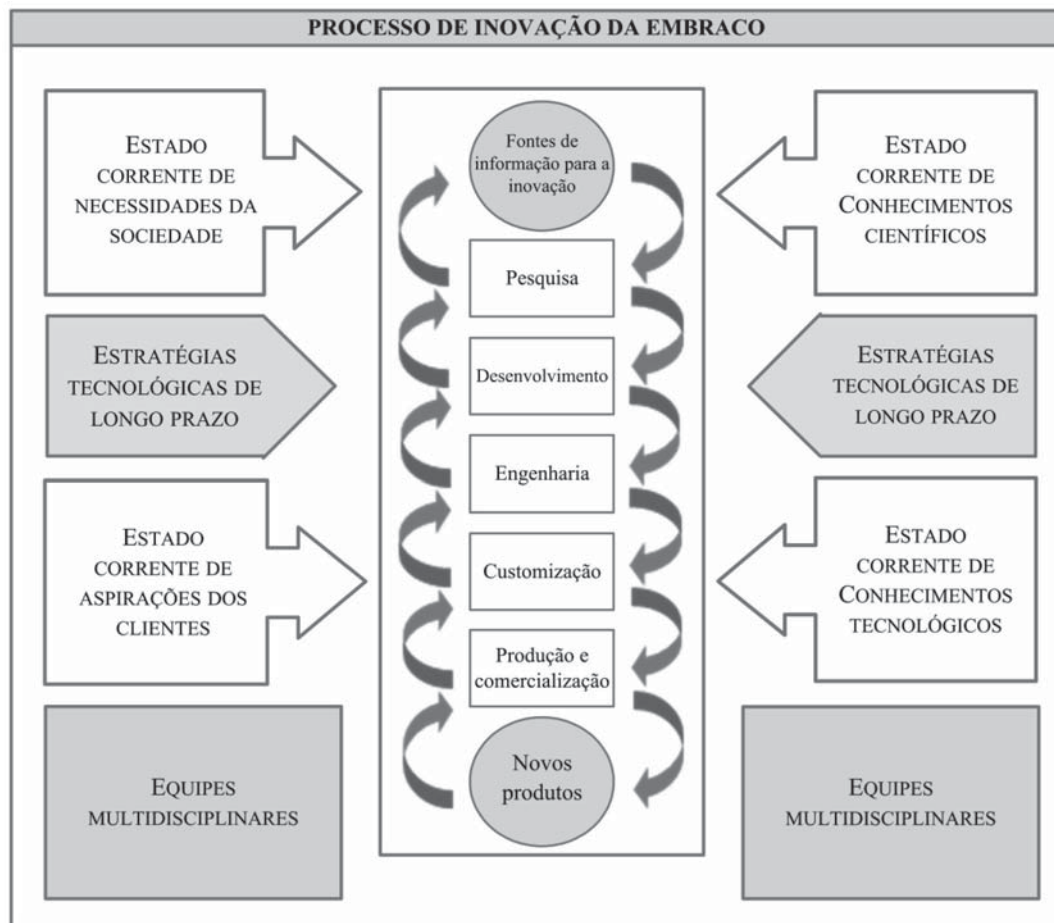 PROCESSO DE INOVAÇÃO DA EMBRACO
ESTADO
CORRENTE DE
NECESSIDADES DA
SOCIEDADE
ESTRATÉGIAS
TECNOLÓGICAS DE
LONGO PRAZO
ESTADO
CORRENTE DE
ASPIRAÇÕES DOS
CLIENTES
EQUIPES
MULTIDISCIPLINARES
Fontes de
informação para a
inovação
Pesquisa
Desenvolvimento
Engenharia
Customização
Produção e
comercialização
Novos
produtos
ESTADO
CORRENTE DE
CONHECIMENTOS
CIENTÍFICOS
ESTRATÉGIAS
TECNOLÓGICAS DE
LONGO PRAZO
ESTADO
CORRENTE DE
CONHECIMENTOS
TECNOLÓGICOS
EQUIPES
MULTIDISCIPLINARES